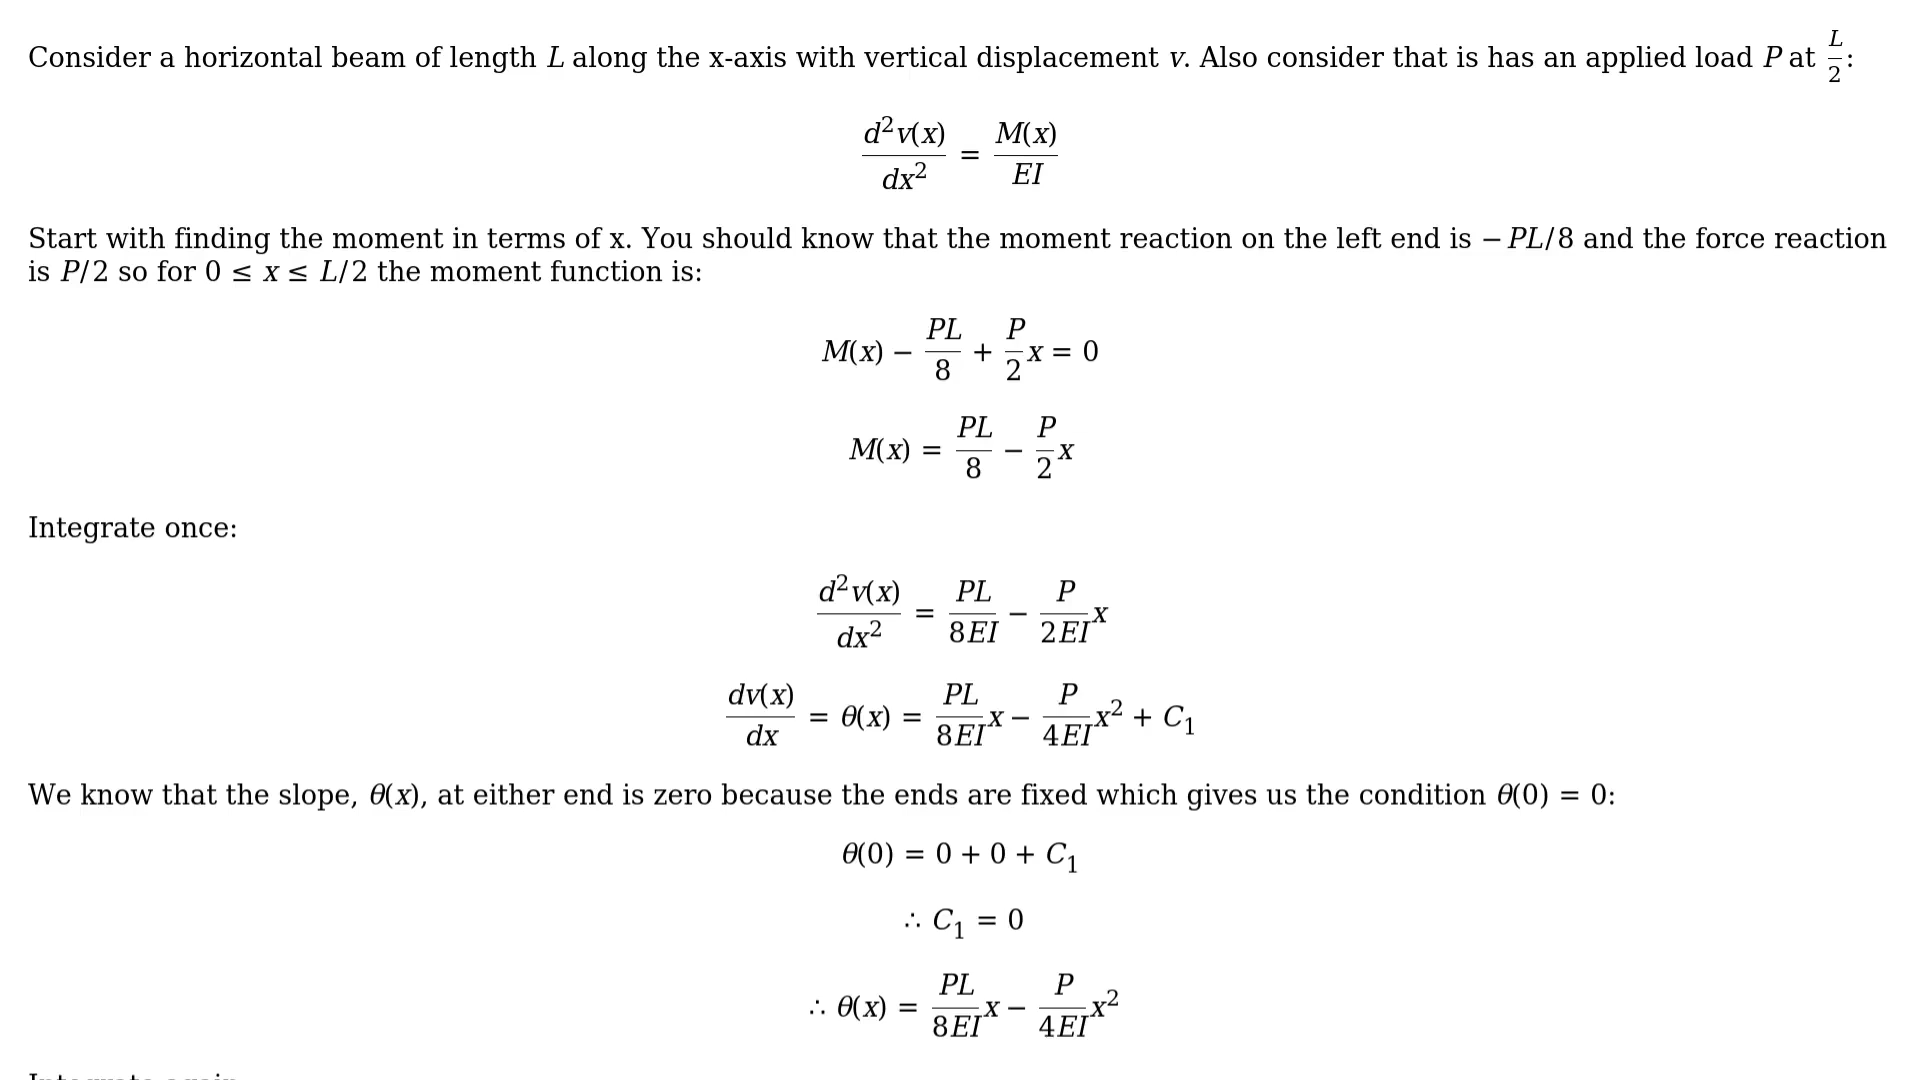 Consider a horizontal beam of length L along the x-axis with vertical displacement v. Also consider that is has an applied load P at L/2:
d²v(x)/dx² = M(x)/EI
Start with finding the moment in terms of x. You should know that the moment reaction on the left end is − PL/8 and the force reaction
is P/2 so for 0 ≤ x ≤ L/2 the moment function is:
M(x) − PL/8 + P/2 x = 0
M(x) = PL/8 − P/2 x
Integrate once:
d²v(x)/dx² = PL/8EI − P/2EI x
dv(x)/dx = θ(x) = PL/8EI x − P/4EI x² + C₁
We know that the slope, θ(x), at either end is zero because the ends are fixed which gives us the condition θ(0) = 0:
θ(0) = 0 + 0 + C₁
∴ C₁ = 0
∴ θ(x) = PL/8EI x − P/4EI x²